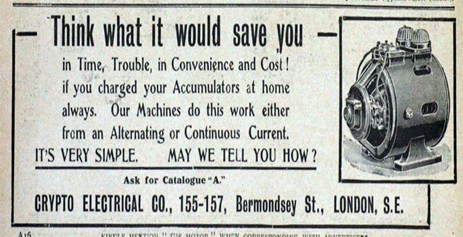 Think what it would save you
in Time, Trouble, in Convenience and Cost!
if you charged your Accumulators at home
always. Our Machines do this work either
from an Alternating or Continuous Current.
IT'S VERY SIMPLE. MAY WE TELL YOU HOW?
Ask for Catalogue "A."
CRYPTO ELECTRICAL CO., 155-157, Bermondsey St., LONDON, S.E.
A16 KINDLY MENTION "THE MOTOR" WHEN CORRESPONDING WITH ADVERTISERS